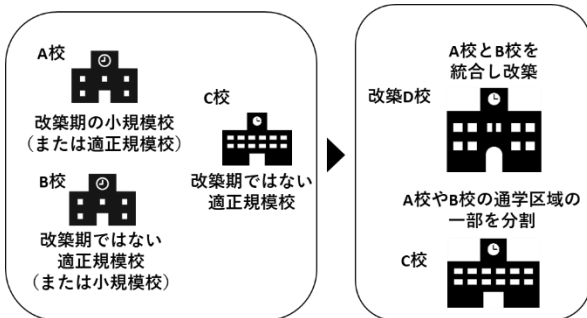 A校
改築期の小規模校
（または適正規模校）
B校
改築期ではない
適正規模校
（または小規模校）
C校
改築期ではない
適正規模校
A校とB校を
統合し改築
改築D校
A校やB校の通学区域の
一部を分割
C校